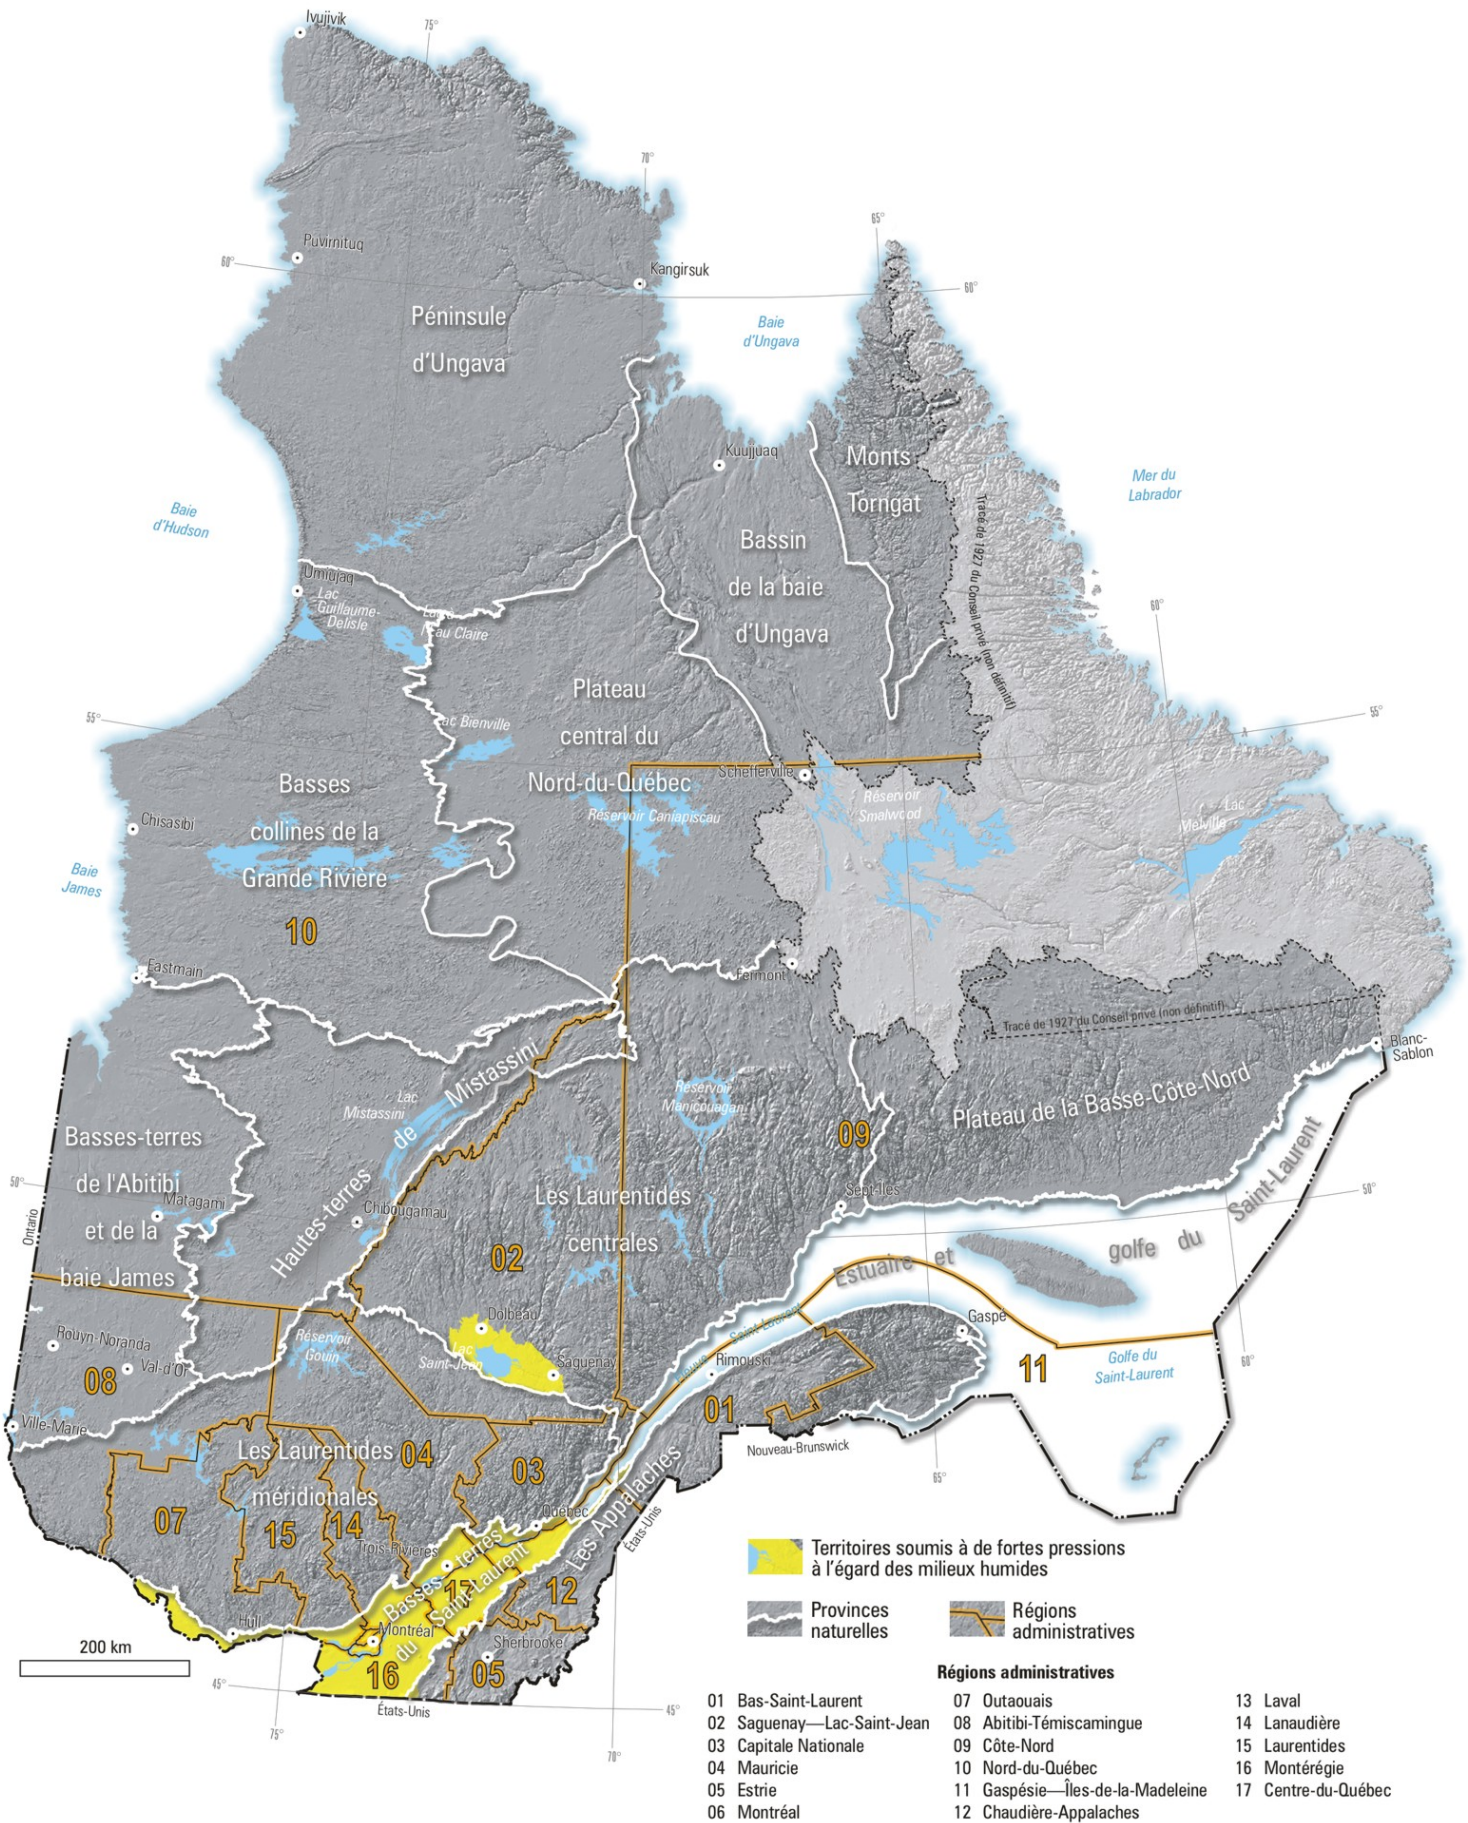 Ivujivik
75°
70°
65°
Puvirnituq
60°
Kangirsuk
60°
Péninsule
d'Ungava
Baie
d'Ungava
Kuujjuaq
Monts
Torngat
Mer du
Labrador
Baie
d'Hudson
Bassin
de la baie
d'Ungava
Tracé de 1927 du Conseil privé (non définitif)
Umiujaq
Lac
Guillaume-
Delisle
l'eau Claire
60°
Plateau
central du
Nord-du-Québec
Lac Bienville
55°
55°
Schefferville
Basses
collines de la
Grande Rivière
10
Réservoir Caniapiscau
Réservoir
Smalwood
Lac
Melville
Chisasibi
Baie
James
Eastmain
Fermont
Tracé de 1927 du Conseil privé (non définitif)
Blanc-
Sablon
Hautes-terres de Mistassini
Lac
Mistassini
Réservoir
Manicouagan
Plateau de la Basse-Côte-Nord
09
Basses-terres
de l'Abitibi
et de la
baie James
Matagami
50°
Ontario
Chibougamau
Les Laurentides
centrales
02
Sept-Îles
50°
Estuaire et golfe du Saint-Laurent
Dolbeau
Lac
Saint-Jean
Saguenay
Réservoir
Gouin
Rouyn-Noranda
Val-d'Or
08
Ville-Marie
Fleuve Saint-Laurent
Rimouski
Gaspé
01
11
Golfe du
Saint-Laurent
60°
Nouveau-Brunswick
65°
Les Laurentides
méridionales
04
03
07
15
14
Trois-Rivières
Québec
Les Appalaches
États-Unis
Basses-terres
du Saint-Laurent
17
12
Hull
Montréal
16
Sherbrooke
05
200 km
45°
États-Unis
45°
75°
70°
Territoires soumis à de fortes pressions
à l'égard des milieux humides
Provinces
naturelles
Régions
administratives
Régions administratives
01 Bas-Saint-Laurent
02 Saguenay—Lac-Saint-Jean
03 Capitale Nationale
04 Mauricie
05 Estrie
06 Montréal
07 Outaouais
08 Abitibi-Témiscamingue
09 Côte-Nord
10 Nord-du-Québec
11 Gaspésie—Îles-de-la-Madeleine
12 Chaudière-Appalaches
13 Laval
14 Lanaudière
15 Laurentides
16 Montérégie
17 Centre-du-Québec